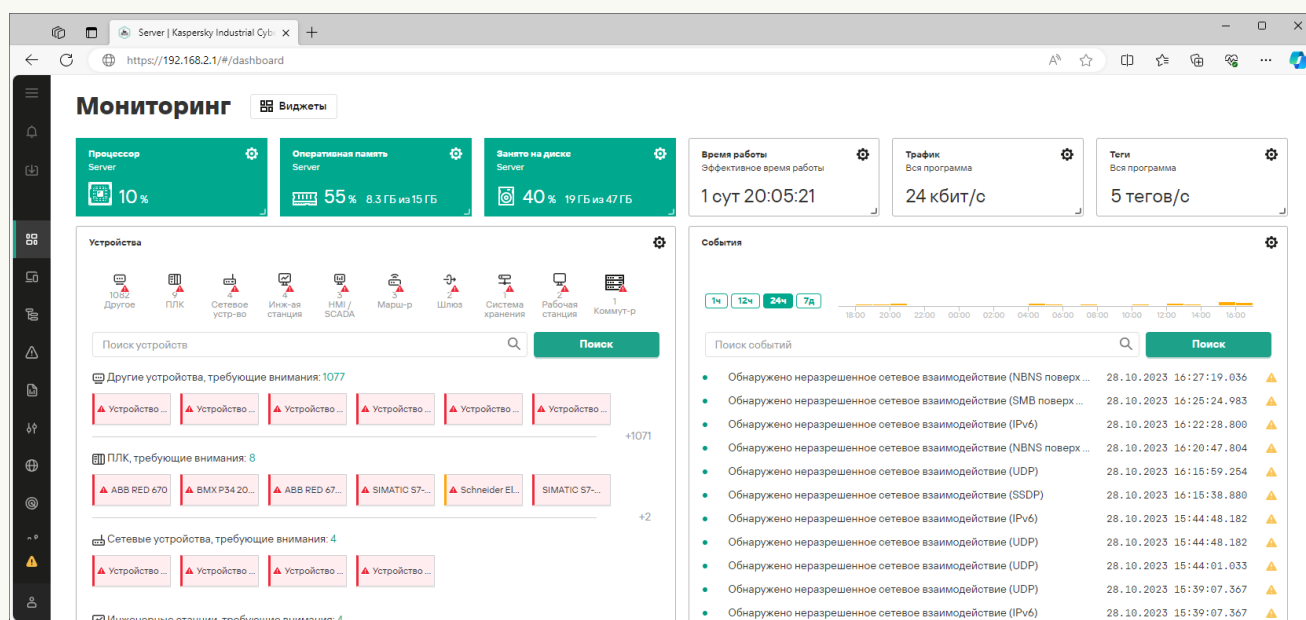 Server | Kaspersky Industrial Cyb
https://192.168.2.1/#/dashboard
Мониторинг
Виджеты
Процессор
Server
10 %
Оперативная память
Server
55 % 8.3 ГБ из 15 ГБ
Занято на диске
Server
40 % 19 ГБ из 47 ГБ
Время работы
Эффективное время работы
1 сут 20:05:21
Трафик
Вся программа
24 кбит/с
Теги
Вся программа
5 тегов/с
Устройства
1082 9 4 4 3 3 2 1 2 1
Другое ПЛК Сетевое устр-во Инж-ая станция HMI / SCADA Марш-р Шлюз Система хранения Рабочая станция Коммут-р
Поиск устройств
Поиск
Другие устройства, требующие внимания: 1077
Устройство ... Устройство ... Устройство ... Устройство ... Устройство ... Устройство ...
+1071
ПЛК, требующие внимания: 8
ABB RED 670 BMX P34 20... ABB RED 67... SIMATIC S7-... Schneider El... SIMATIC S7-...
+2
Сетевые устройства, требующие внимания: 4
Устройство ... Устройство ... Устройство ... Устройство ...
Инженерные станции, требующие внимания: 4
События
1ч 12ч 24ч 7д
18:00 20:00 22:00 00:00 02:00 04:00 06:00 08:00 10:00 12:00 14:00 16:00
Поиск событий
Поиск
Обнаружено неразрешенное сетевое взаимодействие (NBNS поверх ... 28.10.2023 16:27:19.036
Обнаружено неразрешенное сетевое взаимодействие (SMB поверх ... 28.10.2023 16:25:24.983
Обнаружено неразрешенное сетевое взаимодействие (IPv6) 28.10.2023 16:22:28.800
Обнаружено неразрешенное сетевое взаимодействие (NBNS поверх ... 28.10.2023 16:20:47.804
Обнаружено неразрешенное сетевое взаимодействие (UDP) 28.10.2023 16:15:59.254
Обнаружено неразрешенное сетевое взаимодействие (SSDP) 28.10.2023 16:15:38.880
Обнаружено неразрешенное сетевое взаимодействие (IPv6) 28.10.2023 15:44:48.182
Обнаружено неразрешенное сетевое взаимодействие (UDP) 28.10.2023 15:44:48.182
Обнаружено неразрешенное сетевое взаимодействие (UDP) 28.10.2023 15:44:01.033
Обнаружено неразрешенное сетевое взаимодействие (UDP) 28.10.2023 15:39:07.367
Обнаружено неразрешенное сетевое взаимодействие (IPv6) 28.10.2023 15:39:07.367